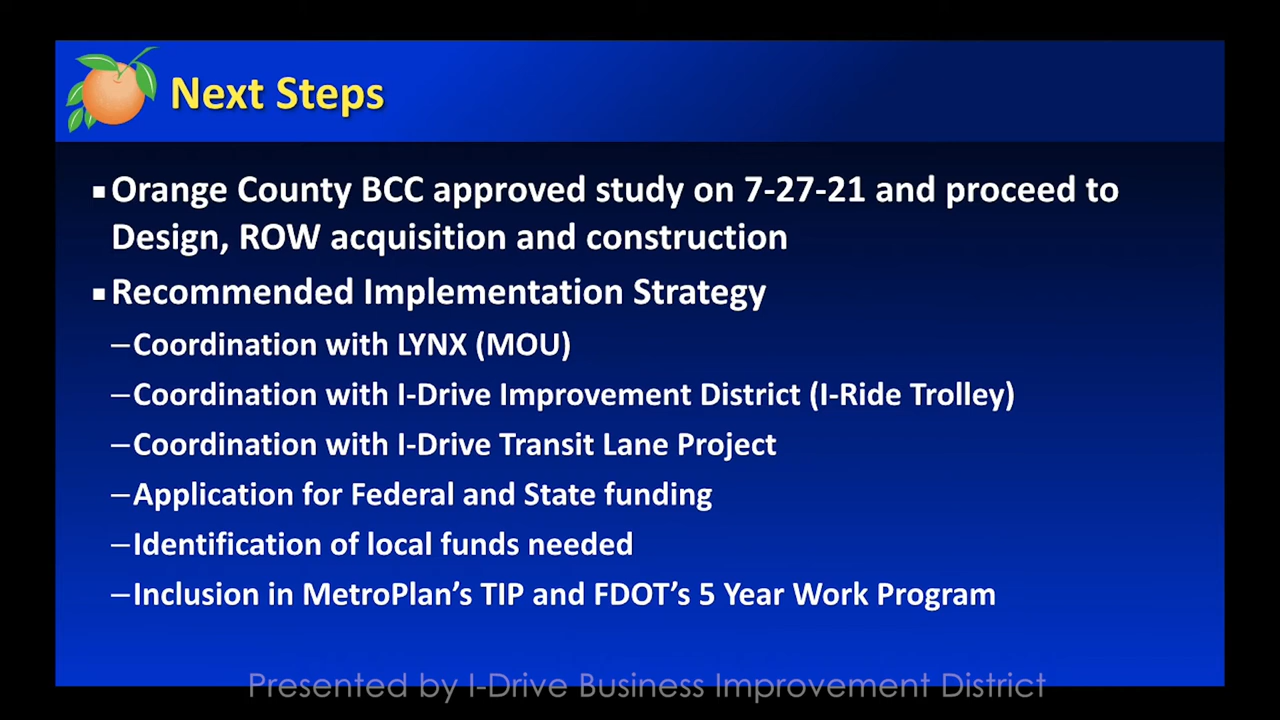 Next Steps
▪Orange County BCC approved study on 7-27-21 and proceed to
Design, ROW acquisition and construction
▪Recommended Implementation Strategy
–Coordination with LYNX (MOU)
–Coordination with I-Drive Improvement District (I-Ride Trolley)
–Coordination with I-Drive Transit Lane Project
–Application for Federal and State funding
–Identification of local funds needed
–Inclusion in MetroPlan’s TIP and FDOT’s 5 Year Work Program
Presented by I-Drive Business Improvement District